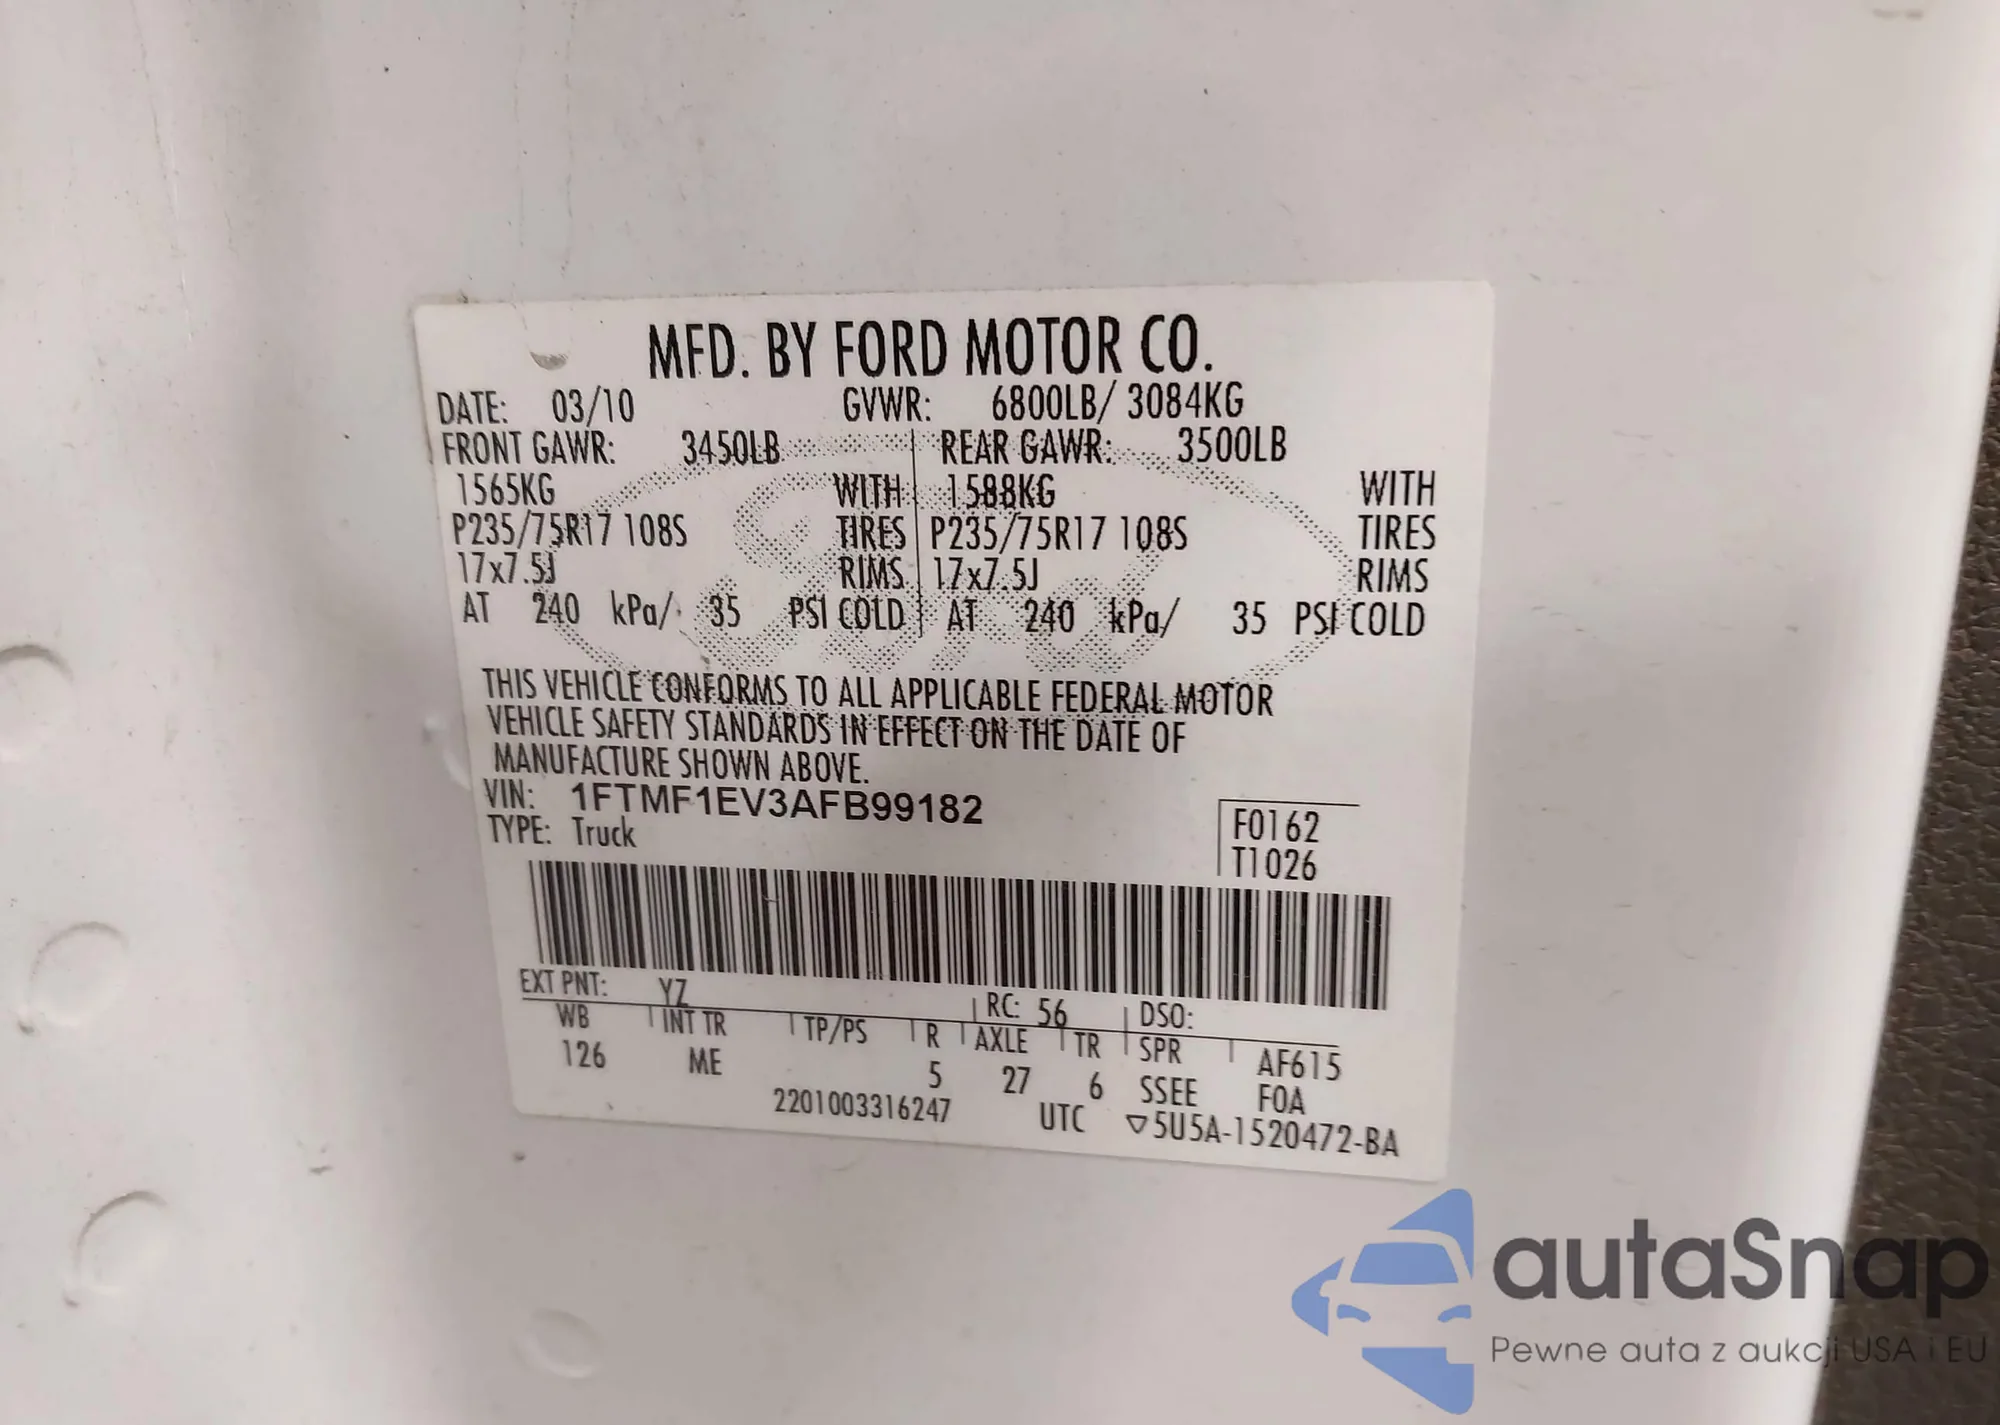 MFD. BY FORD MOTOR CO.
DATE: 03/10 GVWR: 6800LB/ 3084KG
FRONT GAWR: 3450LB REAR GAWR: 3500LB
1565KG WITH 1588KG WITH
P235/75R17 108S TIRES P235/75R17 108S TIRES
17x7.5J RIMS 17x7.5J RIMS
AT 240 kPa/ 35 PSI COLD AT 240 kPa/ 35 PSI COLD
THIS VEHICLE CONFORMS TO ALL APPLICABLE FEDERAL MOTOR
VEHICLE SAFETY STANDARDS IN EFFECT ON THE DATE OF
MANUFACTURE SHOWN ABOVE.
VIN: 1FTMF1EV3AFB99182
TYPE: Truck
F0162
T1026
EXT PNT: YZ RC: 56 DSO:
WB INT TR TP/PS R AXLE TR SPR AF615
126 ME 5 27 6 SSEE FOA
2201003316247 UTC ▽5U5A-1520472-BA
Ford
autaSnap
Pewne auta z aukcji USA i EU